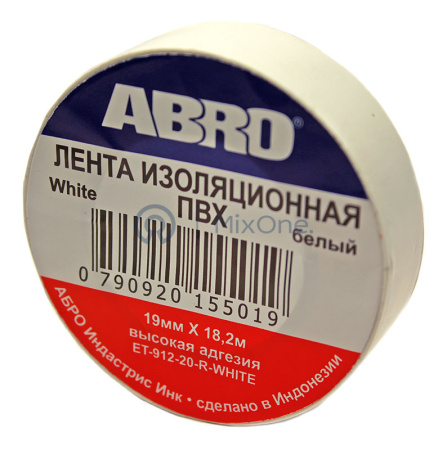 ABRO®
ЛЕНТА ИЗОЛЯЦИОННАЯ
White ПВХ белый
MixOne.
0 790920 155019
19мм X 18,2м
высокая адгезия
ET-912-20-R-WHITE
АБРО Индастрис Инк • сделано в Индонезии